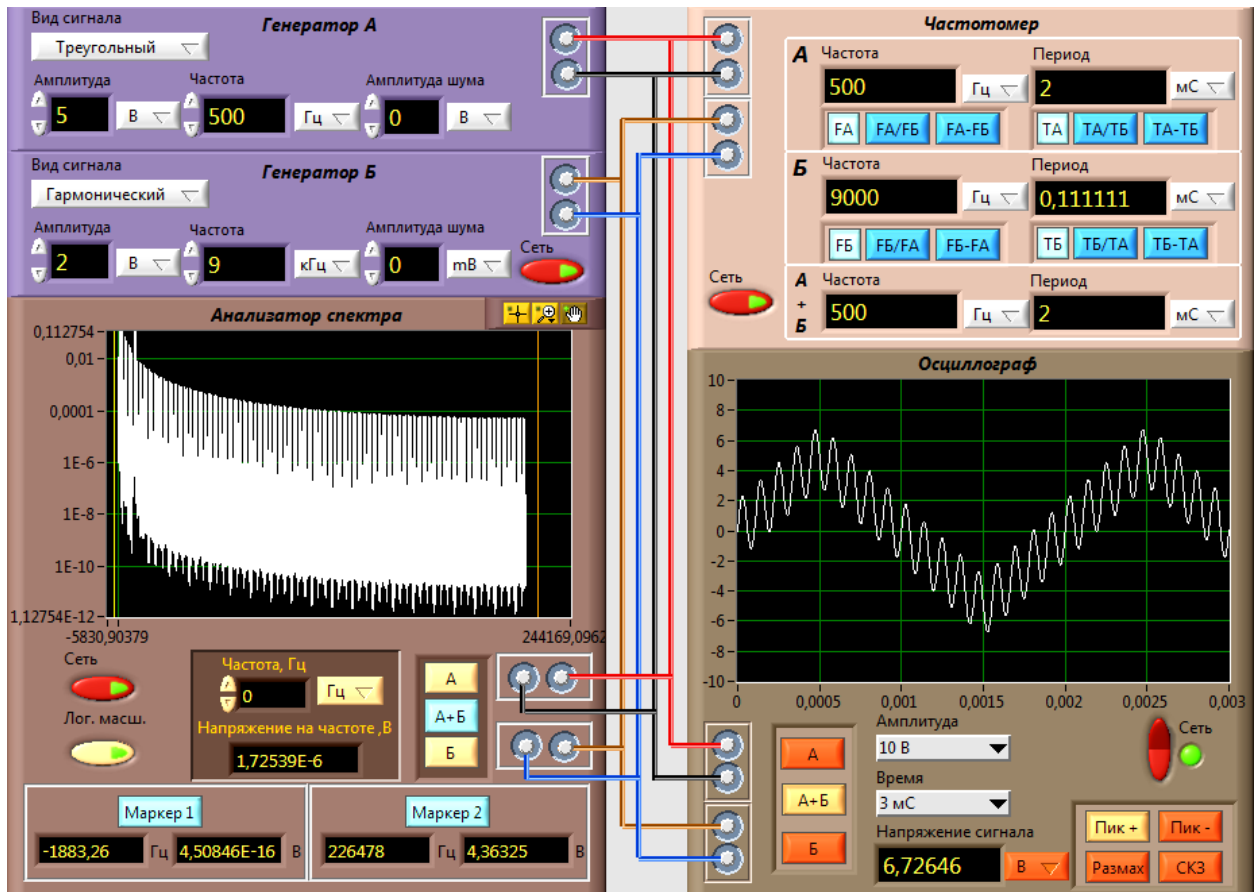 Вид сигнала
Генератор А
Треугольный
Амплитуда
Частота
Амплитуда шума
5
В
500
Гц
0
В
Вид сигнала
Генератор Б
Гармонический
Амплитуда
Частота
Амплитуда шума
Сеть
2
В
9
кГц
0
mВ
Частотомер
А
Частота
Период
500
Гц
2
мС
FA
FA/FБ
FA-FБ
TA
TA/TБ
TA-TБ
Б
Частота
Период
9000
Гц
0,111111
мС
FБ
FБ/FA
FБ-FA
TБ
TБ/TA
TБ-TA
Сеть
А
+
Б
Частота
Период
500
Гц
2
мС
Анализатор спектра
0,112754
0,01
0,0001
1E-6
1E-8
1E-10
1,12754E-12
-5830,90379
244169,0962
Сеть
Лог. масш.
Частота, Гц
0
Гц
Напряжение на частоте ,В
1,72539E-6
А
А+Б
Б
Маркер 1
-1883,26
Гц
4,50846E-16
В
Маркер 2
226478
Гц
4,36325
В
Осциллограф
10
8
6
4
2
0
-2
-4
-6
-8
-10
0
0,0005
0,001
0,0015
0,002
0,0025
0,003
А
А+Б
Б
Амплитуда
10 В
Время
3 мС
Напряжение сигнала
6,72646
В
Сеть
Пик +
Пик -
Размах
СКЗ